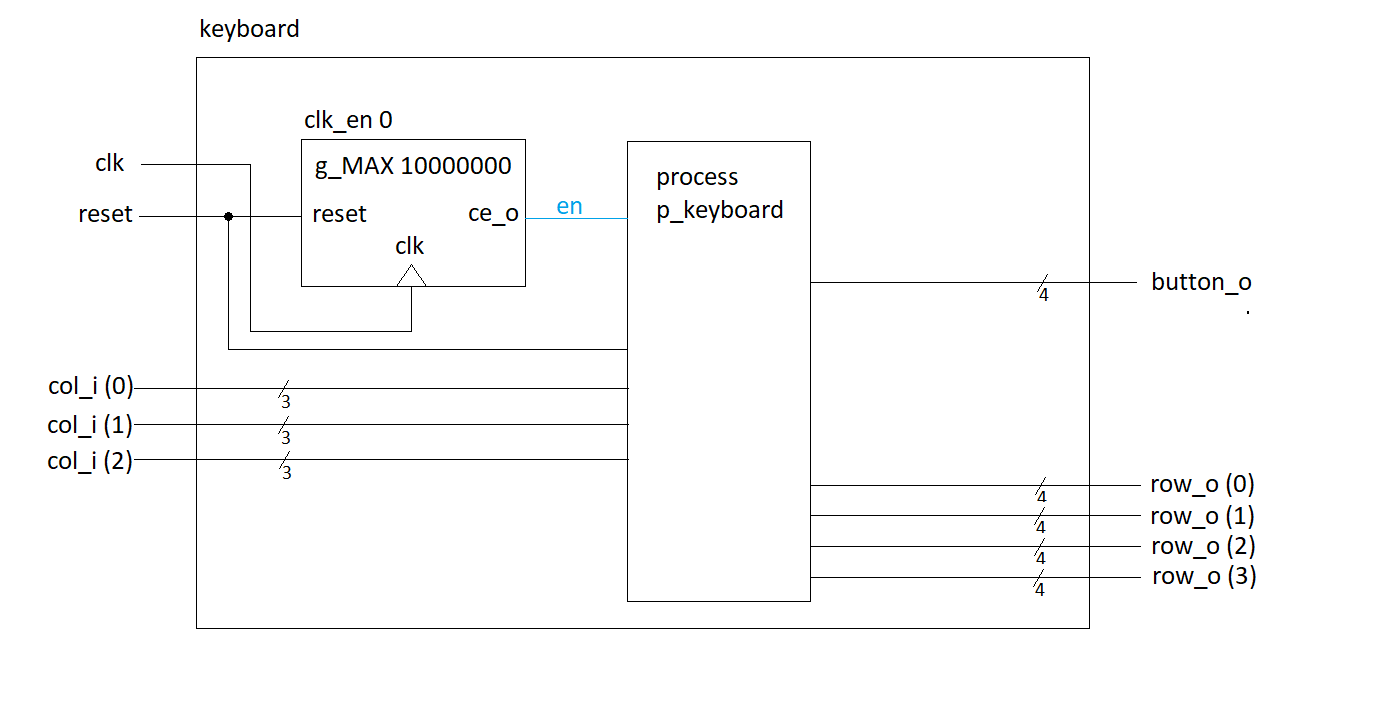 keyboard
clk_en 0
g_MAX 10000000
clk
reset
reset
ce_o
en
clk
process
p_keyboard
button_o
4
.
col_i (0)
3
col_i (1)
3
col_i (2)
3
row_o (0)
4
row_o (1)
4
row_o (2)
4
row_o (3)
4